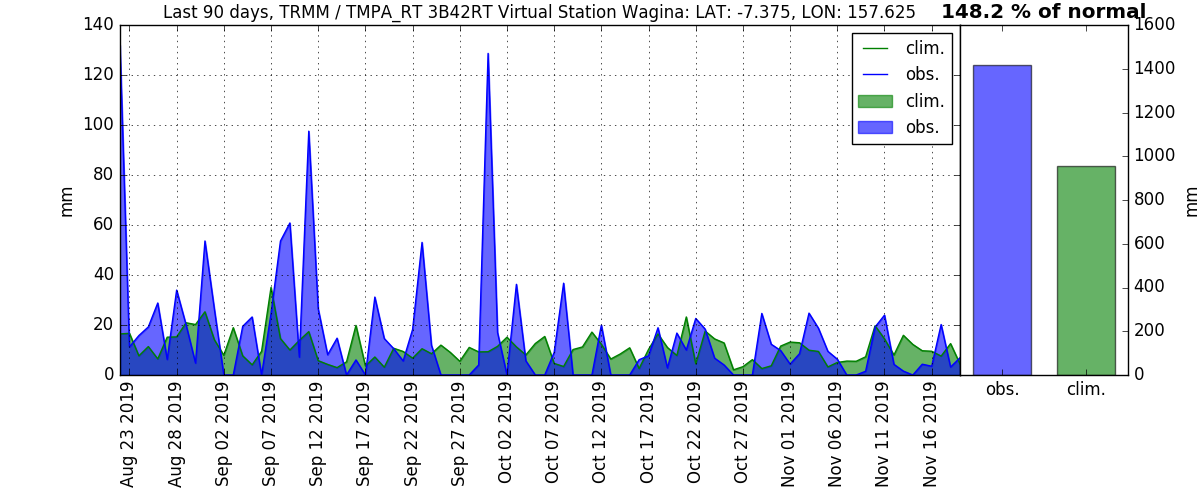 Last 90 days, TRMM / TMPA_RT 3B42RT Virtual Station Wagina: LAT: -7.375, LON: 157.625
148.2 % of normal
140
120
100
80
60
40
20
0
mm
clim.
obs.
clim.
obs.
1600
1400
1200
1000
800
600
400
200
0
mm
obs.
clim.
Aug 23 2019
Aug 28 2019
Sep 02 2019
Sep 07 2019
Sep 12 2019
Sep 17 2019
Sep 22 2019
Sep 27 2019
Oct 02 2019
Oct 07 2019
Oct 12 2019
Oct 17 2019
Oct 22 2019
Oct 27 2019
Nov 01 2019
Nov 06 2019
Nov 11 2019
Nov 16 2019